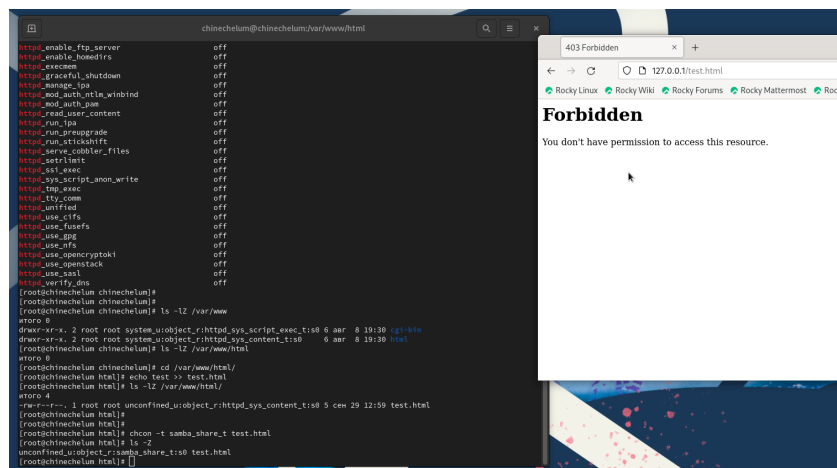 chinechelum@chinechelum:/var/www/html
httpd_enable_ftp_server off
httpd_enable_homedirs off
httpd_execmem off
httpd_graceful_shutdown off
httpd_manage_ipa off
httpd_mod_auth_ntlm_winbind off
httpd_mod_auth_pam off
httpd_read_user_content off
httpd_run_ipa off
httpd_run_preupgrade off
httpd_run_stickshift off
httpd_serve_cobbler_files off
httpd_setrlimit off
httpd_ssi_exec off
httpd_sys_script_anon_write off
httpd_tmp_exec off
httpd_tty_comm off
httpd_unified off
httpd_use_cifs off
httpd_use_fusefs off
httpd_use_gpg off
httpd_use_nfs off
httpd_use_opencryptoki off
httpd_use_openstack off
httpd_use_sasl off
httpd_verify_dns off
[root@chinechelum chinechelum]#
[root@chinechelum chinechelum]#
[root@chinechelum chinechelum]# ls -lZ /var/www
итого 0
drwxr-xr-x. 2 root root system_u:object_r:httpd_sys_script_exec_t:s0 6 авг 8 19:30 cgi-bin
drwxr-xr-x. 2 root root system_u:object_r:httpd_sys_content_t:s0 6 авг 8 19:30 html
[root@chinechelum chinechelum]# ls -lZ /var/www/html
итого 0
[root@chinechelum chinechelum]# cd /var/www/html/
[root@chinechelum html]# echo test >> test.html
[root@chinechelum html]# ls -lZ /var/www/html/
итого 4
-rw-r--r--. 1 root root unconfined_u:object_r:httpd_sys_content_t:s0 5 сен 29 12:59 test.html
[root@chinechelum html]#
[root@chinechelum html]#
[root@chinechelum html]# chcon -t samba_share_t test.html
[root@chinechelum html]# ls -Z
unconfined_u:object_r:samba_share_t:s0 test.html
[root@chinechelum html]#
403 Forbidden
127.0.0.1/test.html
Rocky Linux Rocky Wiki Rocky Forums Rocky Mattermost Roc
Forbidden
You don't have permission to access this resource.